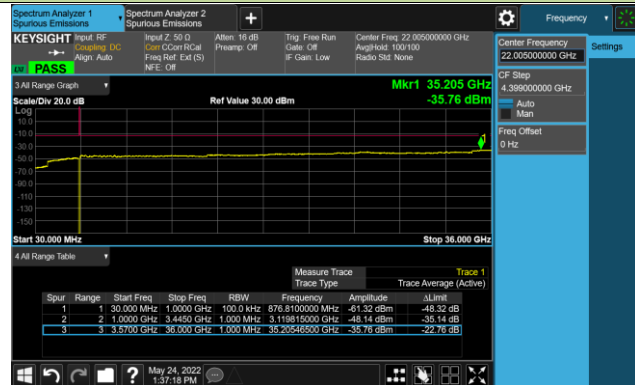 Spectrum Analyzer 1
Spurious Emissions
Spectrum Analyzer 2
Spurious Emissions
+
Frequency
KEYSIGHT
Input: RF
Coupling: DC
Align: Auto
Input Z: 50 Ω
Corr CCorr RCal
Freq Ref: Ext (S)
NFE: Off
Atten: 16 dB
Preamp: Off
Trig: Free Run
Gate: Off
IF Gain: Low
Center Freq: 22.005000000 GHz
Avg|Hold: 100/100
Radio Std: None
PASS
Center Frequency
22.005000000 GHz
Settings
CF Step
4.399000000 GHz
Auto
Man
Freq Offset
0 Hz
3 All Range Graph
Mkr1 35.205 GHz
Scale/Div 20.0 dB
Ref Value 30.00 dBm
-35.76 dBm
Log
10.0
-10.0
-30.0
-50.0
-70.0
-90.0
-110
-130
-150
1
Start 30.000 MHz
Stop 36.000 GHz
4 All Range Table
Measure Trace Trace 1
Trace Type Trace Average (Active)
Spur Range Start Freq Stop Freq RBW Frequency Amplitude ΔLimit
1 1 30.000 MHz 1.0000 GHz 100.0 kHz 876.8100000 MHz -61.32 dBm -48.32 dB
2 2 1.0000 GHz 3.4450 GHz 1.000 MHz 3.119815000 GHz -48.14 dBm -35.14 dB
3 3 3.5700 GHz 36.000 GHz 1.000 MHz 35.20546500 GHz -35.76 dBm -22.76 dB
?
May 24, 2022
1:37:18 PM